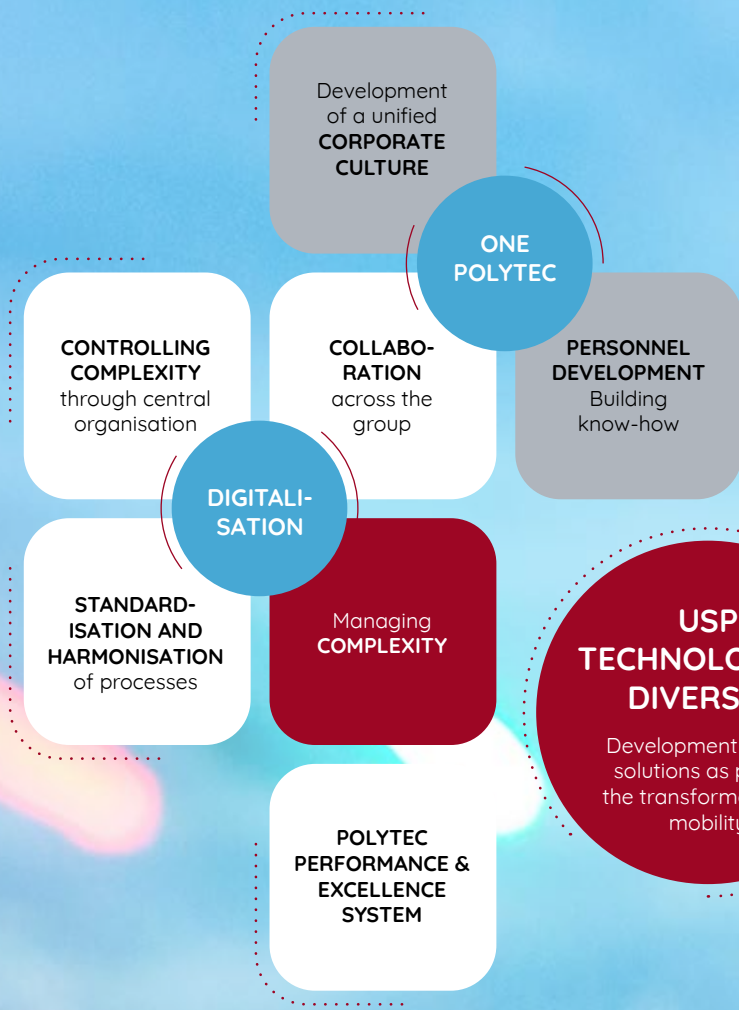 Development
of a unified
CORPORATE
CULTURE
ONE
POLYTEC
CONTROLLING
COMPLEXITY
through central
organisation
COLLABO-
RATION
across the
group
PERSONNEL
DEVELOPMENT
Building
know-how
DIGITALI-
SATION
STANDARD-
ISATION AND
HARMONISATION
of processes
Managing
COMPLEXITY
USP
TECHNOLO
DIVERS
Development
solutions as
the transform
mobility
POLYTEC
PERFORMANCE &
EXCELLENCE
SYSTEM